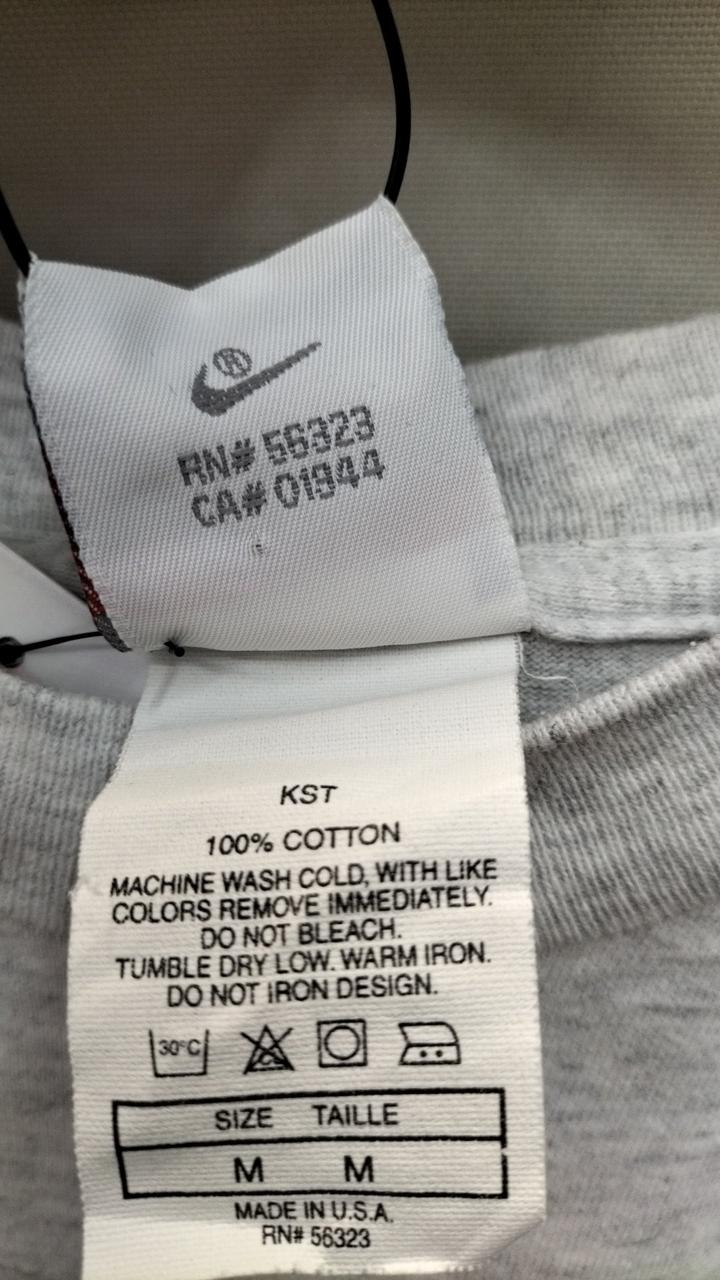 ®
RN# 56323
CA# 01944
KST
100% COTTON
MACHINE WASH COLD, WITH LIKE
COLORS REMOVE IMMEDIATELY.
DO NOT BLEACH.
TUMBLE DRY LOW. WARM IRON.
DO NOT IRON DESIGN.
30°C CL
SIZE TAILLE
M M
MADE IN U.S.A.
RN# 56323